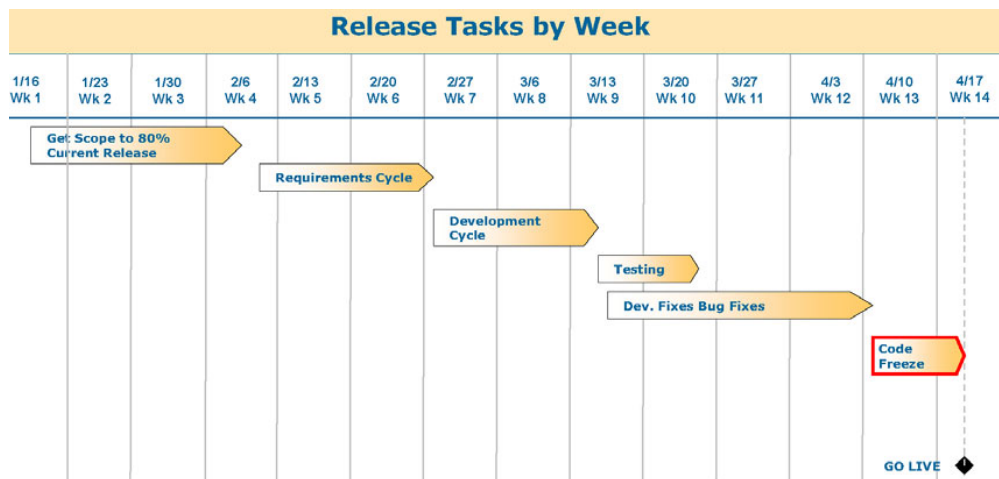 Release Tasks by Week
1/16 1/23 1/30 2/6 2/13 2/20 2/27 3/6 3/13 3/20 3/27 4/3 4/10 4/17
Wk 1 Wk 2 Wk 3 Wk 4 Wk 5 Wk 6 Wk 7 Wk 8 Wk 9 Wk 10 Wk 11 Wk 12 Wk 13 Wk 14
Get Scope to 80%
Current Release
Requirements Cycle
Development
Cycle
Testing
Dev. Fixes Bug Fixes
Code
Freeze
GO LIVE